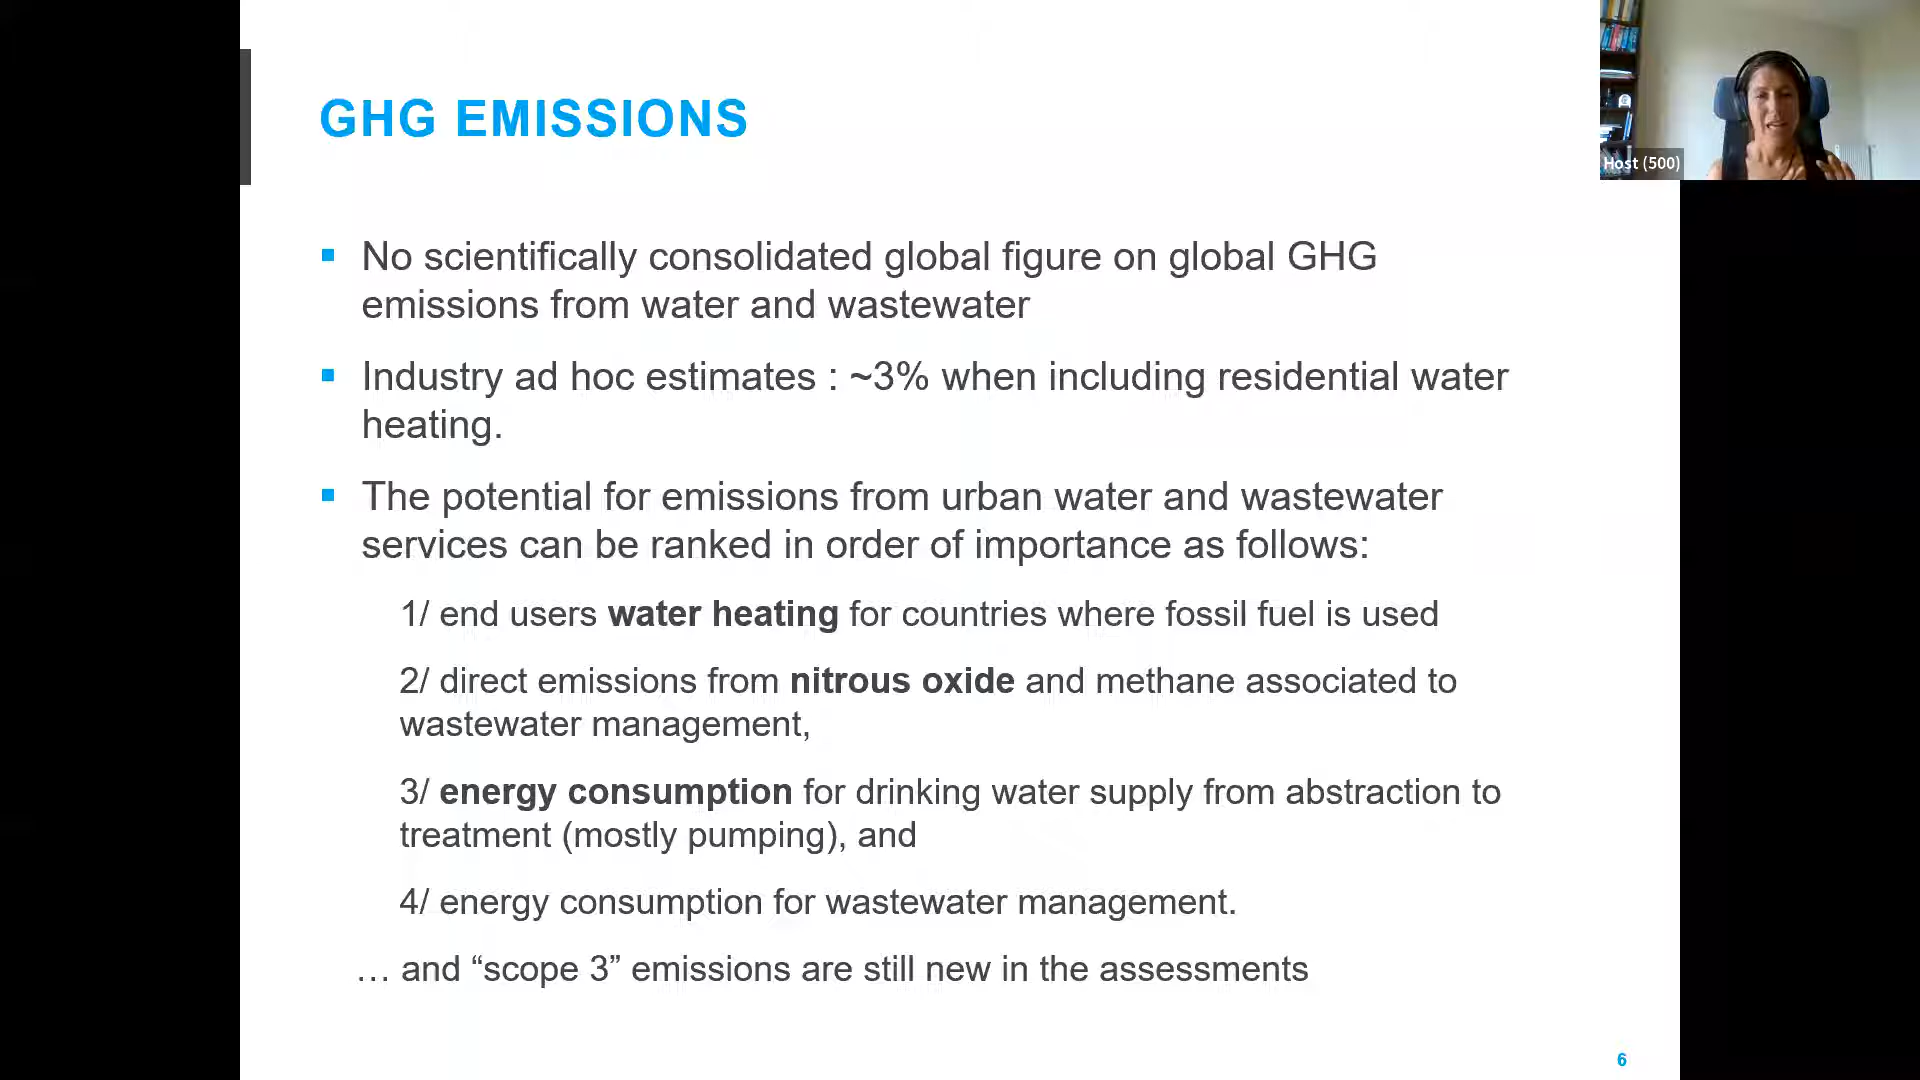 GHG EMISSIONS
Host (500)
▪ No scientifically consolidated global figure on global GHG
emissions from water and wastewater
▪ Industry ad hoc estimates : ~3% when including residential water
heating.
▪ The potential for emissions from urban water and wastewater
services can be ranked in order of importance as follows:
1/ end users water heating for countries where fossil fuel is used
2/ direct emissions from nitrous oxide and methane associated to
wastewater management,
3/ energy consumption for drinking water supply from abstraction to
treatment (mostly pumping), and
4/ energy consumption for wastewater management.
… and “scope 3” emissions are still new in the assessments
6